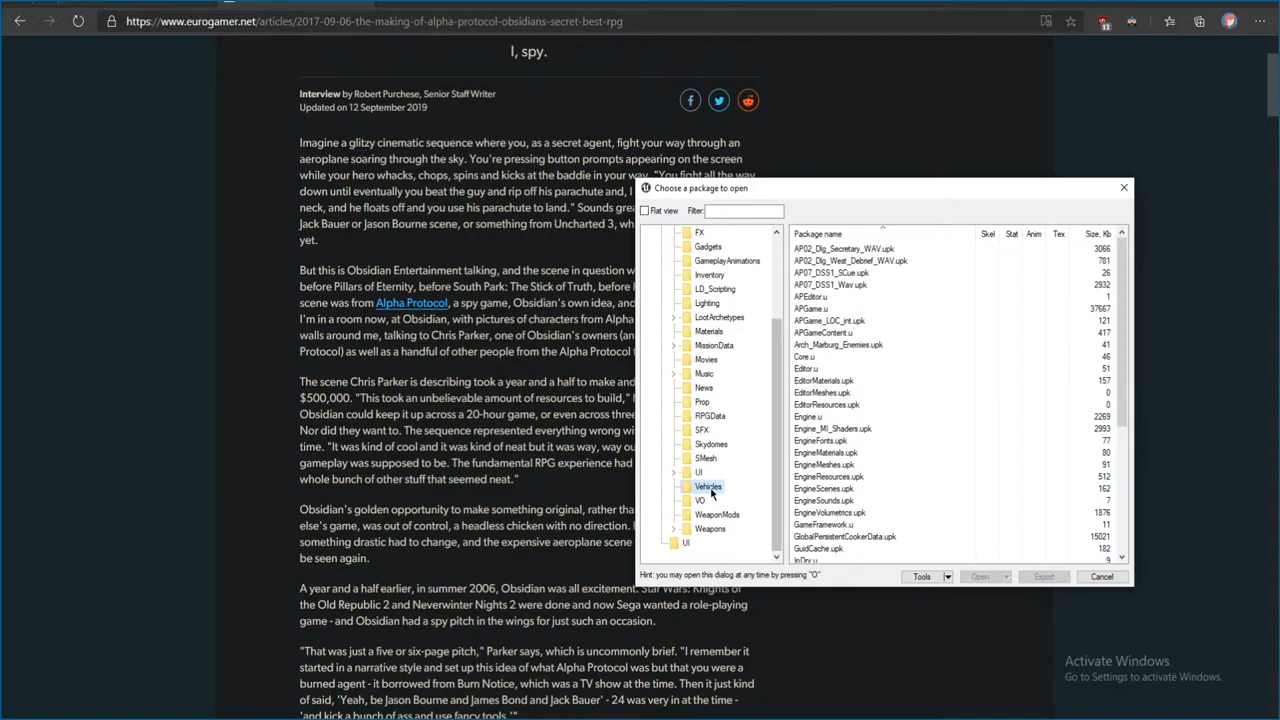 https://www.eurogamer.net/articles/2017-09-06-the-making-of-alpha-protocol-obsidians-secret-best-rpg
13
I, spy.
Interview by Robert Purchese, Senior Staff Writer
Updated on 12 September 2019
Imagine a glitzy cinematic sequence where you, as a secret agent, fight your way through an
aeroplane soaring through the sky. You're pressing button prompts appearing on the screen
while your hero whacks, chops, spins and kicks at the baddie in your way. "You fight all the way
down until eventually you beat the guy and rip off his parachute and, I
neck, and he floats off and you use his parachute to land." Sounds grea
Jack Bauer or Jason Bourne scene, or something from Uncharted 3, wh
yet.
But this is Obsidian Entertainment talking, and the scene in question w
before Pillars of Eternity, before South Park: The Stick of Truth, before
scene was from Alpha Protocol, a spy game, Obsidian's own idea, and
I'm in a room now, at Obsidian, with pictures of characters from Alpha
walls around me, talking to Chris Parker, one of Obsidian's owners (an
Protocol) as well as a handful of other people from the Alpha Protocol t
The scene Chris Parker is describing took a year and a half to make and
$500,000. "This took an unbelievable amount of resources to build," 
Obsidian could keep it up across a 20-hour game, or even across three
Nor did they want to. The sequence represented everything wrong with
time. "It was kind of cool and it was kind of neat but it was way, way ou
gameplay was supposed to be. The fundamental RPG experience had
whole bunch of other stuff that seemed neat."
Obsidian's golden opportunity to make something original, rather tha
else's game, was out of control, a headless chicken with no direction. I
something drastic had to change, and the expensive aeroplane scene
be seen again.
A year and a half earlier, in summer 2006, Obsidian was all excitement. Star Wars: Knights
of the Old Republic 2 and Neverwinter Nights 2 were done and now Sega wanted a role-playing
game - and Obsidian had a spy pitch in the wings for just such an occasion.
"That was just a five or six-page pitch," Parker says, which is uncommonly brief. "I remember it
started in a narrative style and set up this idea of what Alpha Protocol was but that you were a
burned agent - it borrowed from Burn Notice, which was a TV show at the time. Then it just kind
of said, 'Yeah, be Jason Bourne and James Bond and Jack Bauer' - 24 was very in at the time -
'and kick a bunch of ass and use fancy tools.'"
Choose a package to open
Flat view
Filter:
FX
Gadgets
GameplayAnimations
Inventory
LD_Scripting
Lighting
LootArchetypes
Materials
MissionData
Movies
Music
News
Prop
RPGData
SFX
Skydomes
SMesh
UI
Vehicles
VO
WeaponMods
Weapons
UI
Package name Skel Stat Anim Tex Size, Kb
AP02_Dlg_Secretary_WAV.upk 3066
AP02_Dlg_West_Debrief_WAV.upk 781
AP07_DSS1_SCue.upk 26
AP07_DSS1_Wav.upk 2932
APEditor.u 1
APGame.u 37667
APGame_LOC_int.upk 121
APGameContent.u 417
Arch_Marburg_Enemies.upk 41
Core.u 46
Editor.u 51
EditorMaterials.upk 157
EditorMeshes.upk 0
EditorResources.upk 0
Engine.u 2269
Engine_MI_Shaders.upk 2993
EngineFonts.upk 77
EngineMaterials.upk 80
EngineMeshes.upk 91
EngineResources.upk 512
EngineScenes.upk 162
EngineSounds.upk 7
EngineVolumetrics.upk 1876
GameFramework.u 11
GlobalPersistentCookerData.upk 15021
GuidCache.upk 182
IpDrv.u 9
Hint: you may open this dialog at any time by pressing "O"
Tools
Open
Export
Cancel
Activate Windows
Go to Settings to activate Windows.